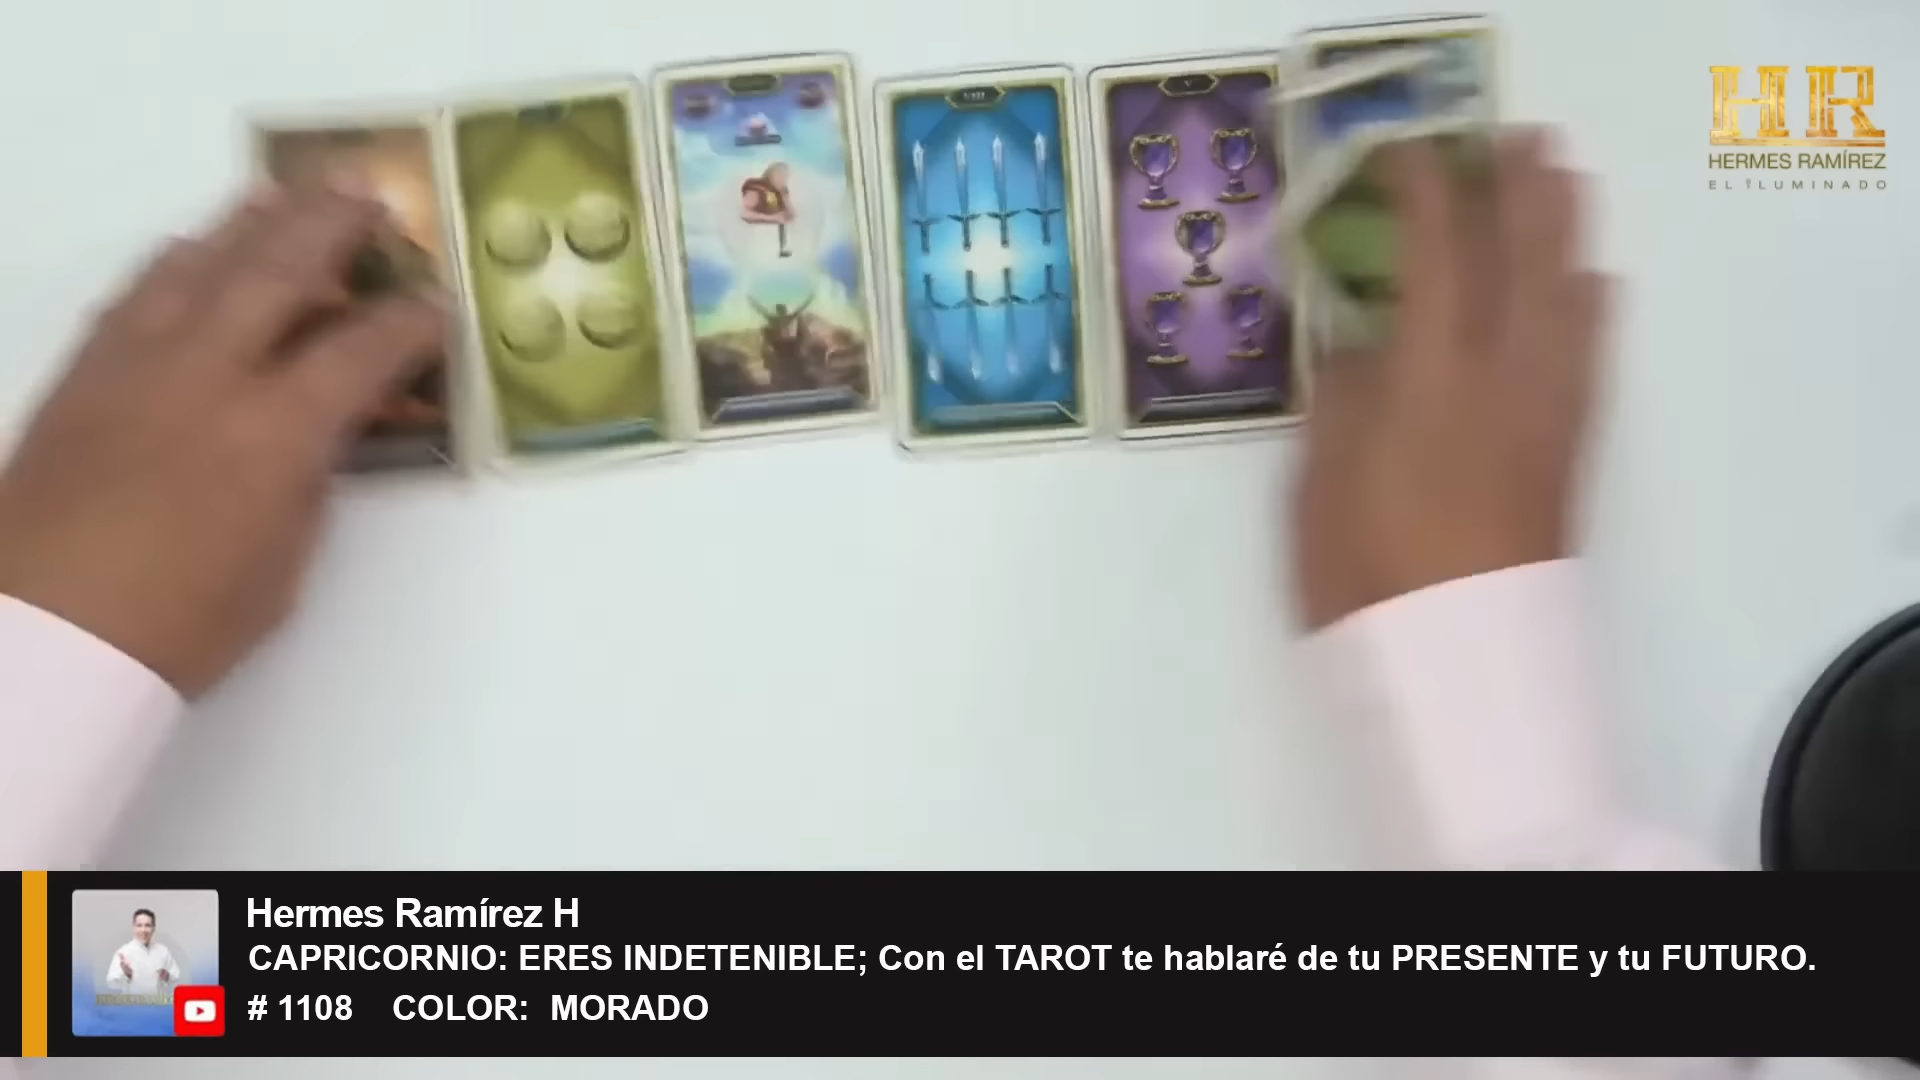 VIII
V
HR
HERMES RAMÍREZ
EL ILUMINADO
Hermes Ramírez H
CAPRICORNIO: ERES INDETENIBLE; Con el TAROT te hablaré de tu PRESENTE y tu FUTURO.
# 1108 COLOR: MORADO